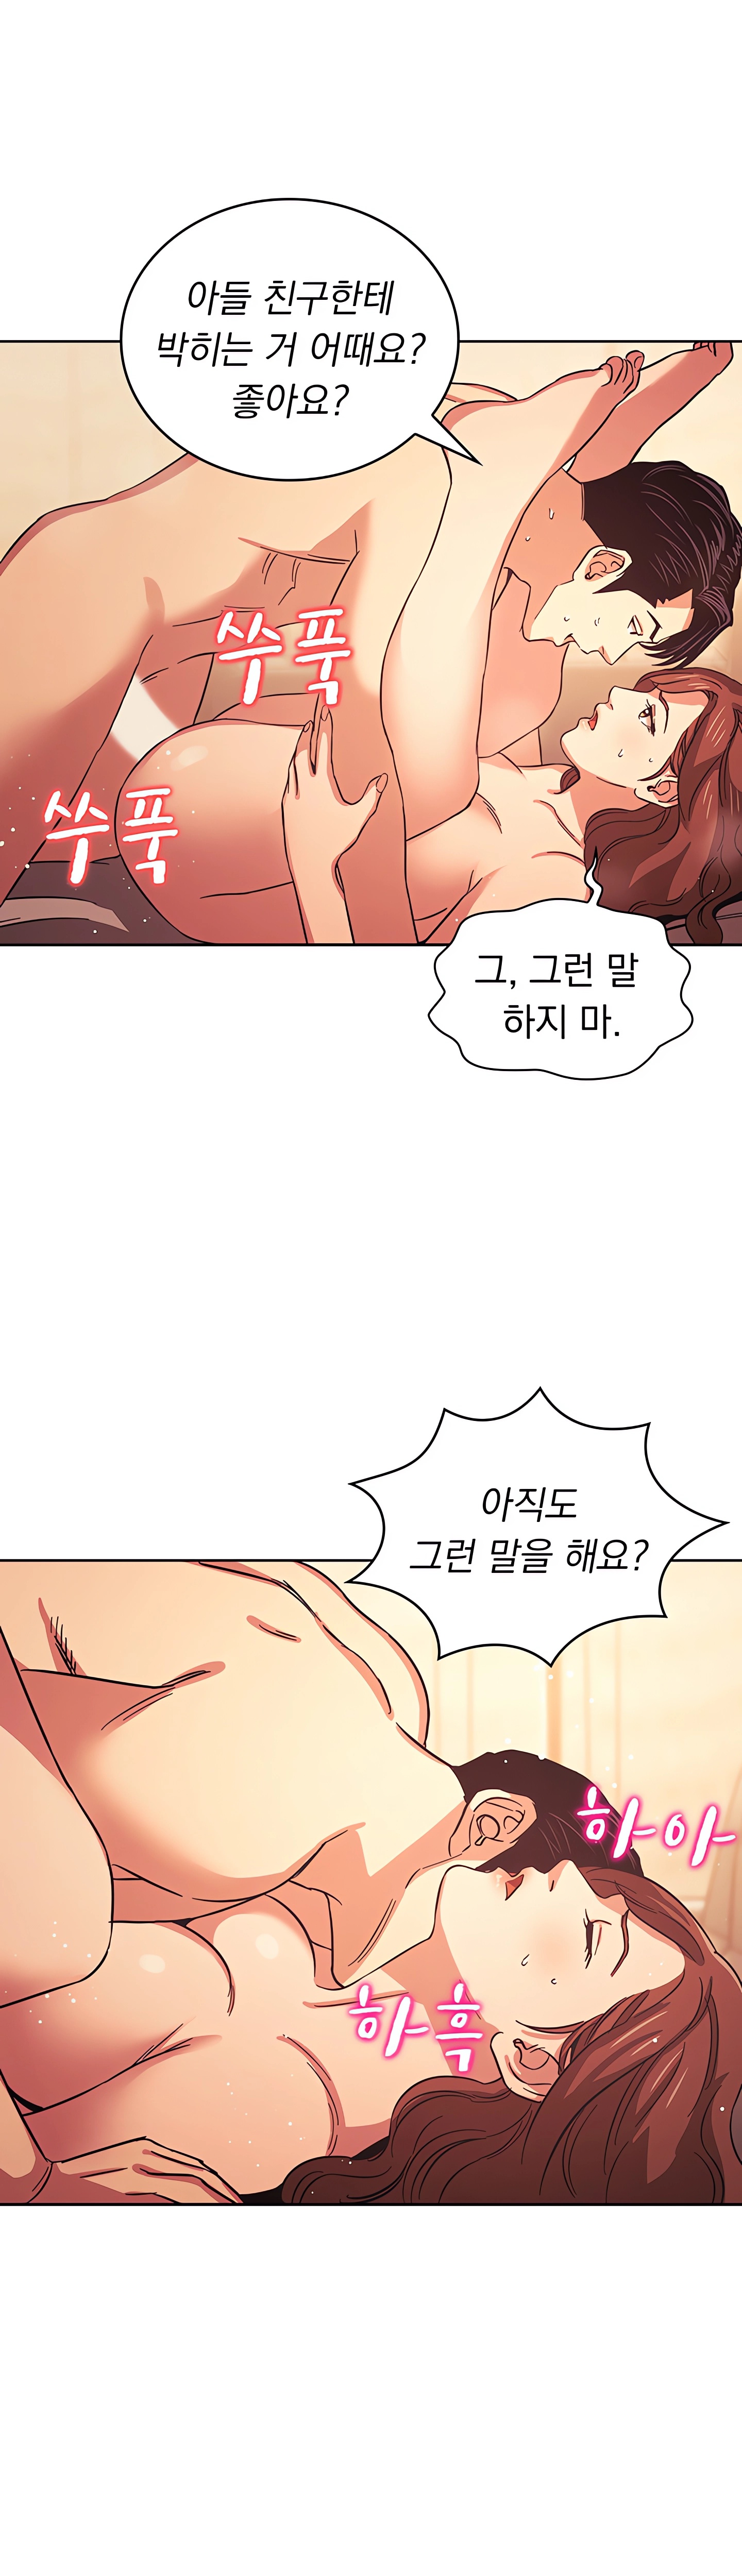 아들 친구한테
박히는 거 어때요?
좋아요?
쑤푹
쑤푹
그, 그런 말
하지 마.
아직도
그런 말을 해요?
하아
하흑